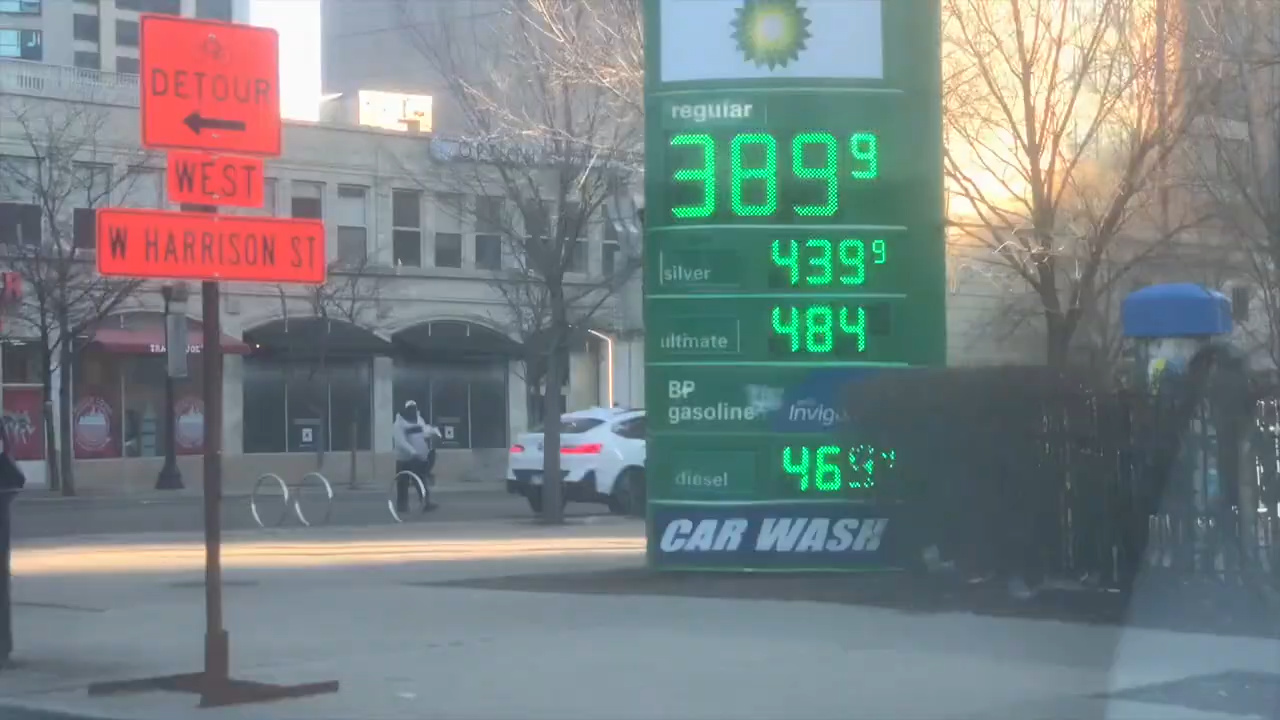 DETOUR
WEST
W HARRISON ST
regular
389 9
silver
439 9
ultimate
484
BP
gasoline
diesel
CAR WASH